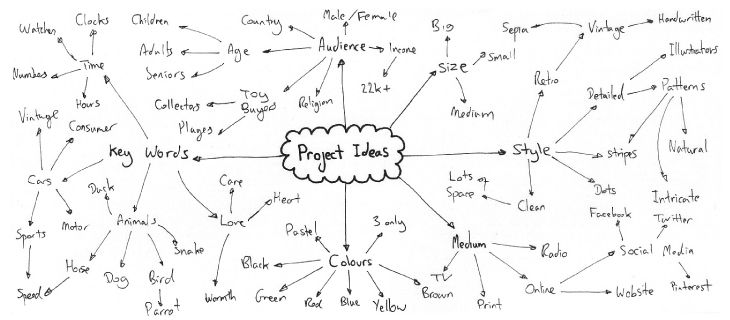 Watches
Clocks
Children
Country
Male/Female
Big
Sepia
Vintage
Handwritten
Adults
Age
Audience
Income
Size
Small
Illustrators
Numbers
Time
Seniors
22k+
Retro
Detailed
Patterns
Hours
Collectors
Toy
Buyers
Religion
Medium
Vintage
Consumer
Key Words
Project Ideas
Style
Stripes
Natural
Cars
Care
Heart
Lots of
Space
Clean
Dots
Intricate
Duck
Facebook
Twitter
Sports
Motor
Animals
Love
Pastel
3 only
Medium
Radio
Social Media
Snake
Black
Colours
Horse
Dog
Bird
TV
Online
Website
Pinterest
Speed
Parrot
Warmth
Green
Red
Blue
Yellow
Brown
Print